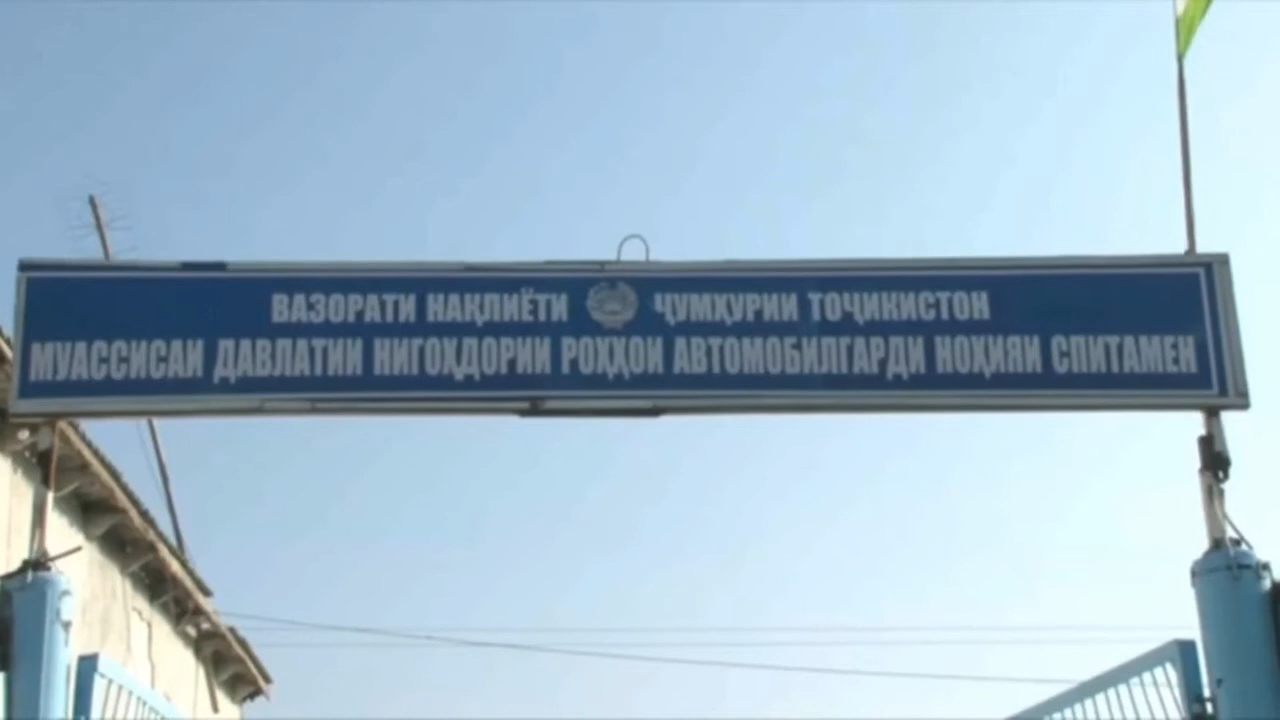 ВАЗОРАТИ НАҚЛИЁТИ ҶУМҲУРИИ ТОҶИКИСТОН
МУАССИСАИ ДАВЛАТИИ НИГОҲДОРИИ РОҲҲОИ АВТОМОБИЛГАРДИ НОҲИЯИ СПИТАМЕН